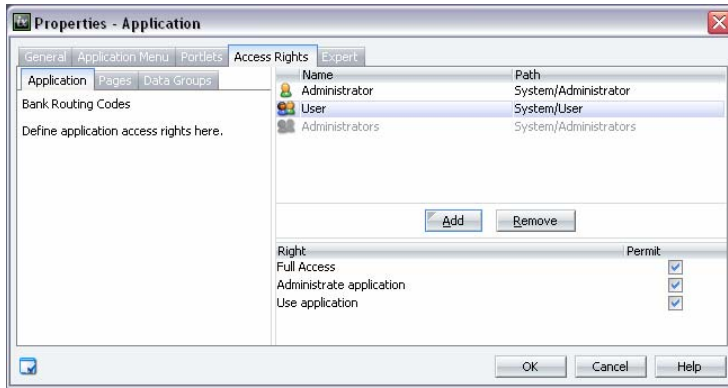 Properties - Application
General Application Menu Portlets Access Rights Expert
Application Pages Data Groups
Bank Routing Codes
Define application access rights here.
Name Path
Administrator System/Administrator
User System/User
Administrators System/Administrators
Add Remove
Right Permit
Full Access
Administrate application
Use application
OK Cancel Help